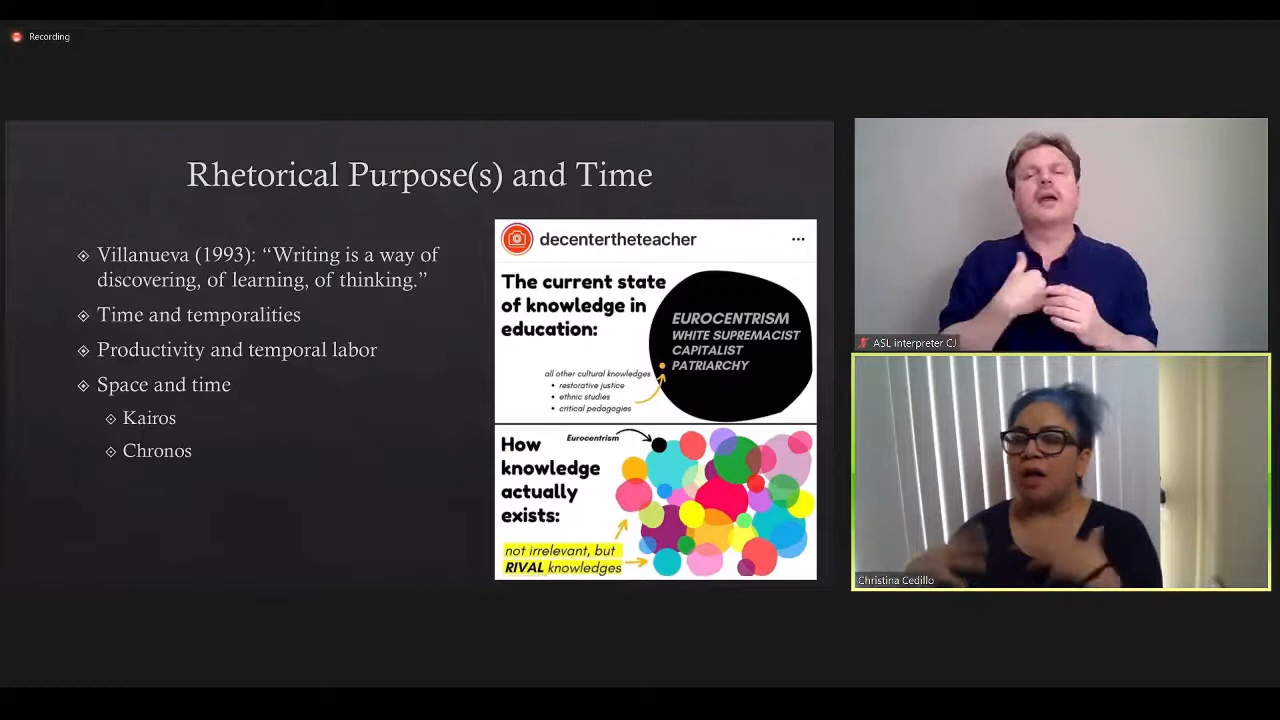 Recording
Rhetorical Purpose(s) and Time
Villanueva (1993): “Writing is a way of
discovering, of learning, of thinking.”
Time and temporalities
Productivity and temporal labor
Space and time
Kairos
Chronos
decentertheteacher
The current state
of knowledge in
education:
EUROCENTRISM
WHITE SUPREMACIST
CAPITALIST
PATRIARCHY
all other cultural knowledges
restorative justice
ethnic studies
critical pedagogies
How
knowledge
actually
exists:
Eurocentrism
not irrelevant, but
RIVAL knowledges
ASL interpreter CJ
Christina Cedillo